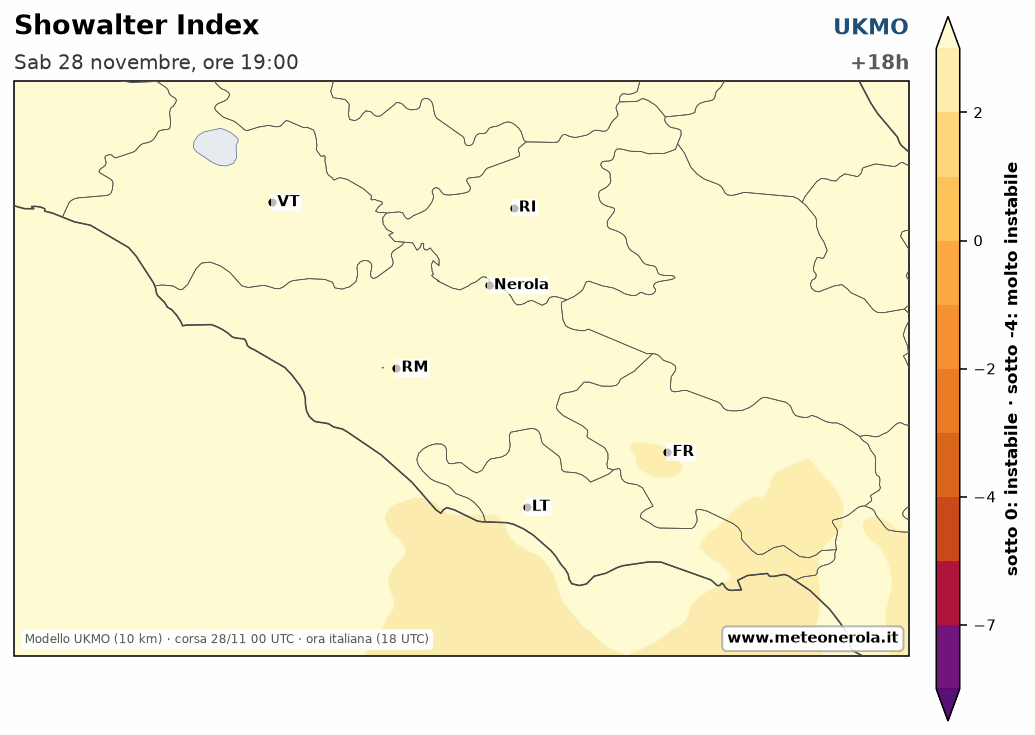 Showalter Index
UKMO
Sab 28 novembre, ore 19:00
+18h
VT
RI
Nerola
RM
FR
LT
Modello UKMO (10 km) · corsa 28/11 00 UTC · ora italiana (18 UTC)
www.meteonerola.it
2
0
−2
−4
−7
sotto 0: instabile · sotto -4: molto instabile